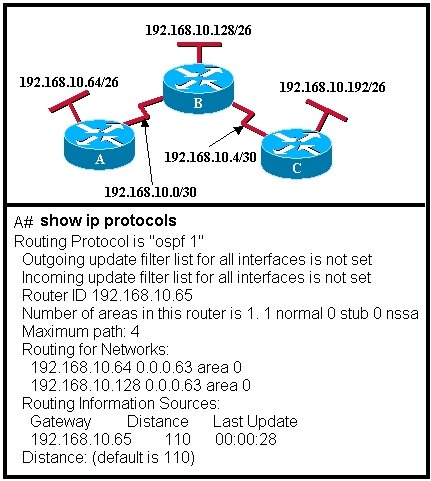 192.168.10.128/26
192.168.10.64/26
B
192.168.10.192/26
A
192.168.10.4/30
C
192.168.10.0/30
A# show ip protocols
Routing Protocol is "ospf 1"
Outgoing update filter list for all interfaces is not set
Incoming update filter list for all interfaces is not set
Router ID 192.168.10.65
Number of areas in this router is 1. 1 normal 0 stub 0 nssa
Maximum path: 4
Routing for Networks:
192.168.10.64 0.0.0.63 area 0
192.168.10.128 0.0.0.63 area 0
Routing Information Sources:
Gateway Distance Last Update
192.168.10.65 110 00:00:28
Distance: (default is 110)